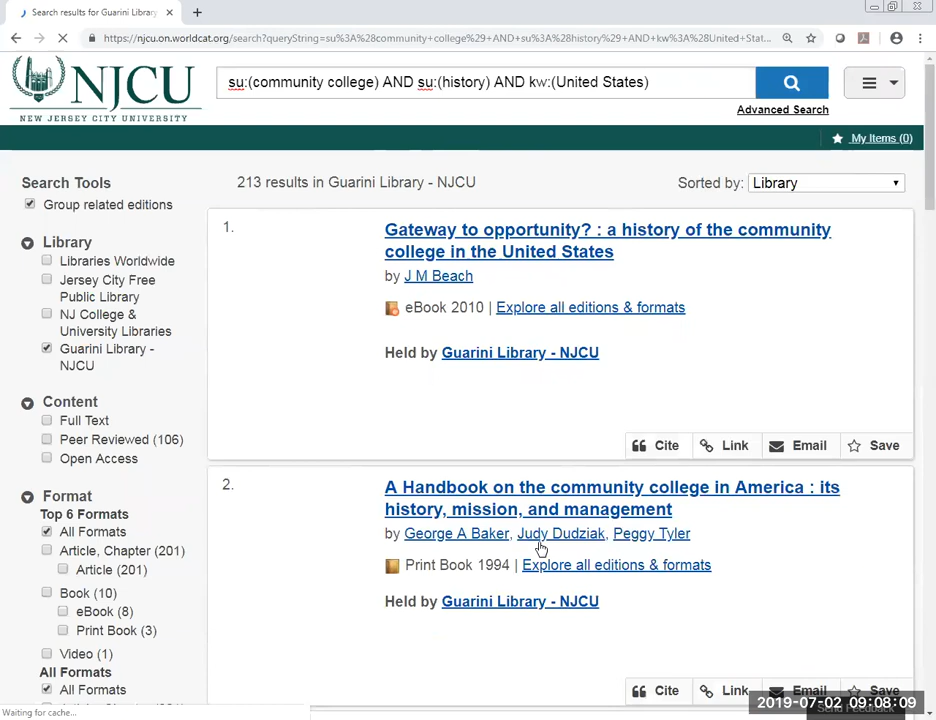 Search results for Guarini Library
https://njcu.on.worldcat.org/search?queryString=su%3A%28community+college%29+AND+su%3A%28history%29+AND+kw%3A%28United+Stat...
NJCU
NEW JERSEY CITY UNIVERSITY
su:(community college) AND su:(history) AND kw:(United States)
Advanced Search
My Items (0)
Search Tools
Group related editions
Library
Libraries Worldwide
Jersey City Free
Public Library
NJ College &
University Libraries
Guarini Library -
NJCU
Content
Full Text
Peer Reviewed (106)
Open Access
Format
Top 6 Formats
All Formats
Article, Chapter (201)
Article (201)
Book (10)
eBook (8)
Print Book (3)
Video (1)
All Formats
All Formats
213 results in Guarini Library - NJCU
Sorted by: Library
1.
Gateway to opportunity? : a history of the community
college in the United States
by J M Beach
eBook 2010 | Explore all editions & formats
Held by Guarini Library - NJCU
Cite Link Email Save
2.
A Handbook on the community college in America : its
history, mission, and management
by George A Baker, Judy Dudziak, Peggy Tyler
Print Book 1994 | Explore all editions & formats
Held by Guarini Library - NJCU
Cite Link Email Save
Send Feedback
Waiting for cache...
2019-07-02 09:08:09